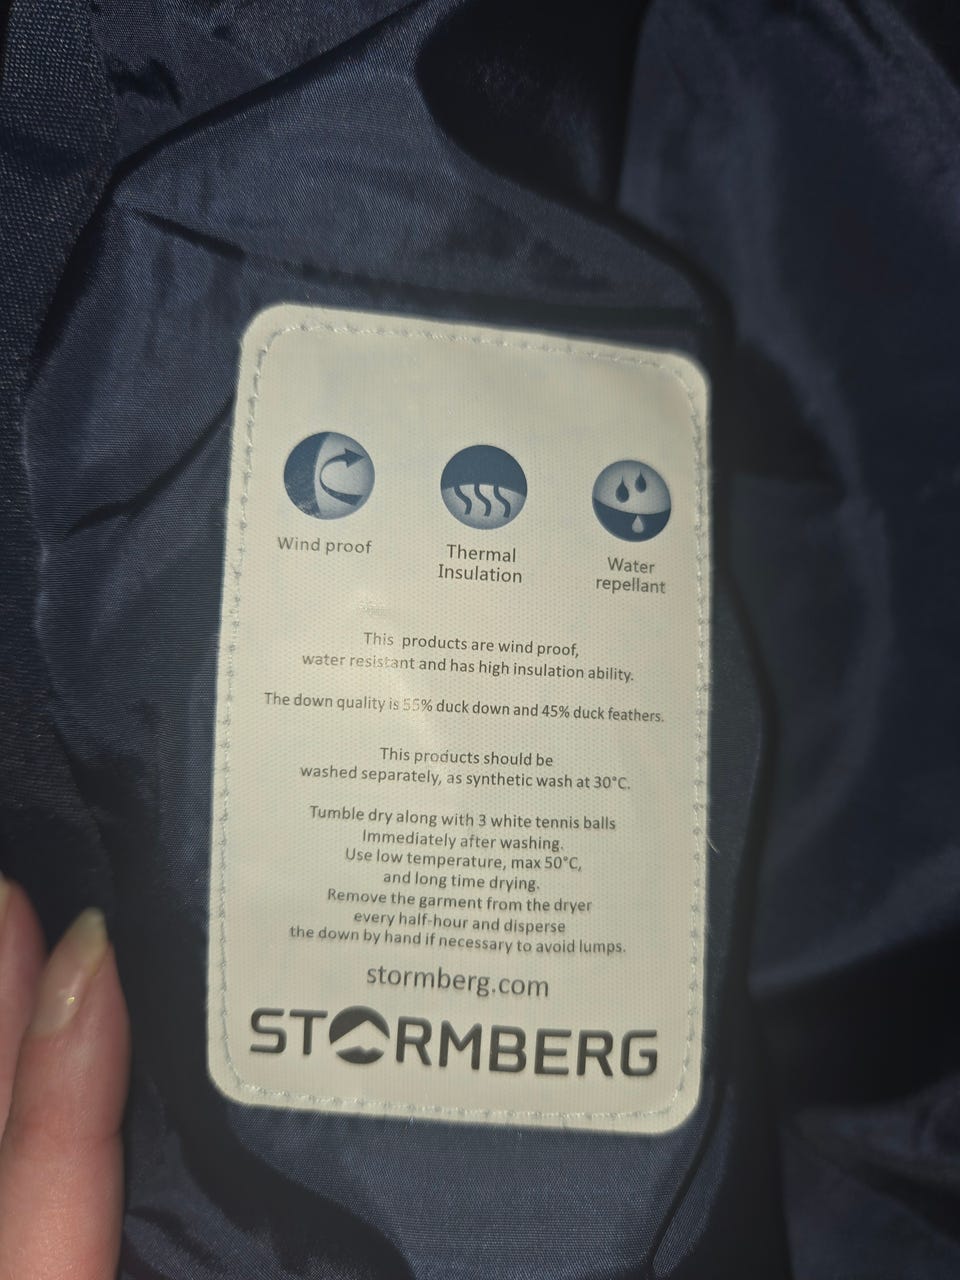 Wind proof
Thermal
Insulation
Water
repellant
This products are wind proof,
water resistant and has high insulation ability.
The down quality is 55% duck down and 45% duck feathers.
This products should be
washed separately, as synthetic wash at 30°C.
Tumble dry along with 3 white tennis balls
Immediately after washing.
Use low temperature, max 50°C,
and long time drying.
Remove the garment from the dryer
every half-hour and disperse
the down by hand if necessary to avoid lumps.
stormberg.com
STORMBERG